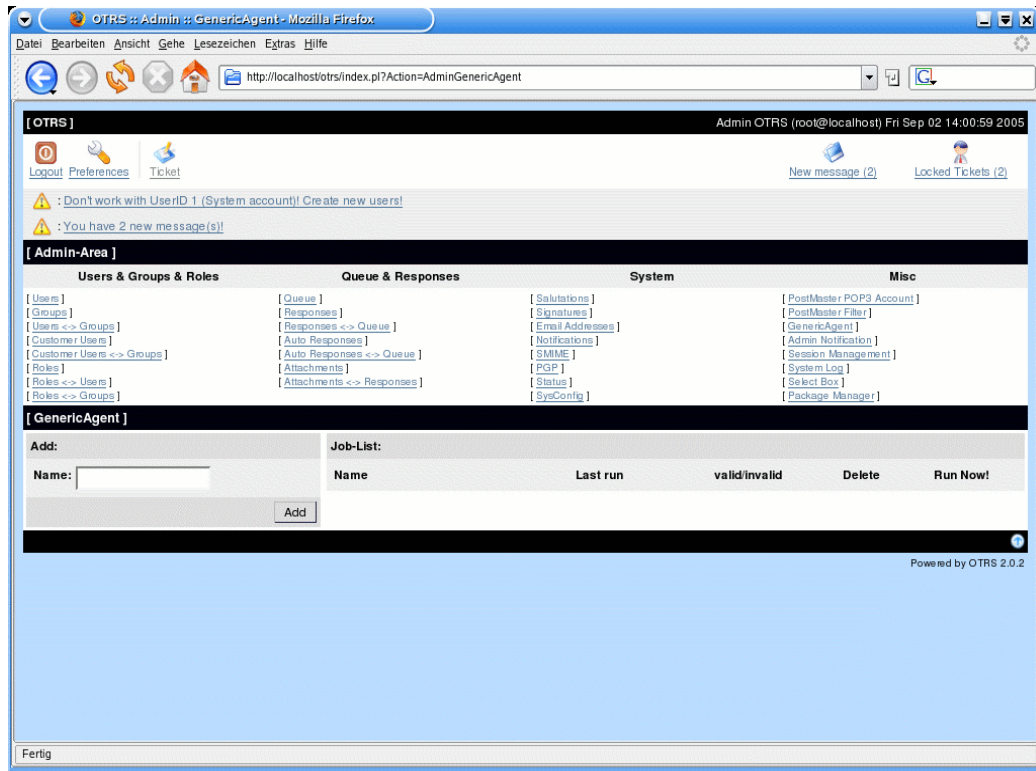 OTRS :: Admin :: GenericAgent - Mozilla Firefox
Datei Bearbeiten Ansicht Gehe Lesezeichen Extras Hilfe
http://localhost/otrs/index.pl?Action=AdminGenericAgent
G
[ OTRS ] Admin OTRS (root@localhost) Fri Sep 02 14:00:59 2005
Logout Preferences Ticket New message (2) Locked Tickets (2)
: Don't work with UserID 1 (System account)! Create new users!
: You have 2 new message(s)!
[ Admin-Area ]
Users & Groups & Roles Queue & Responses System Misc
[ Users ] [ Queue ] [ Salutations ] [ PostMaster POP3 Account ]
[ Groups ] [ Responses ] [ Signatures ] [ PostMaster Filter ]
[ Users <-> Groups ] [ Responses <-> Queue ] [ Email Addresses ] [ GenericAgent ]
[ Customer Users ] [ Auto Responses ] [ Notifications ] [ Admin Notification ]
[ Customer Users <-> Groups ] [ Auto Responses <-> Queue ] [ SMIME ] [ Session Management ]
[ Roles ] [ Attachments ] [ PGP ] [ System Log ]
[ Roles <-> Users ] [ Attachments <-> Responses ] [ Status ] [ Select Box ]
[ Roles <-> Groups ] [ SysConfig ] [ Package Manager ]
[ GenericAgent ]
Add: Job-List:
Name: Name Last run valid/invalid Delete Run Now!
Add
Powered by OTRS 2.0.2
Fertig